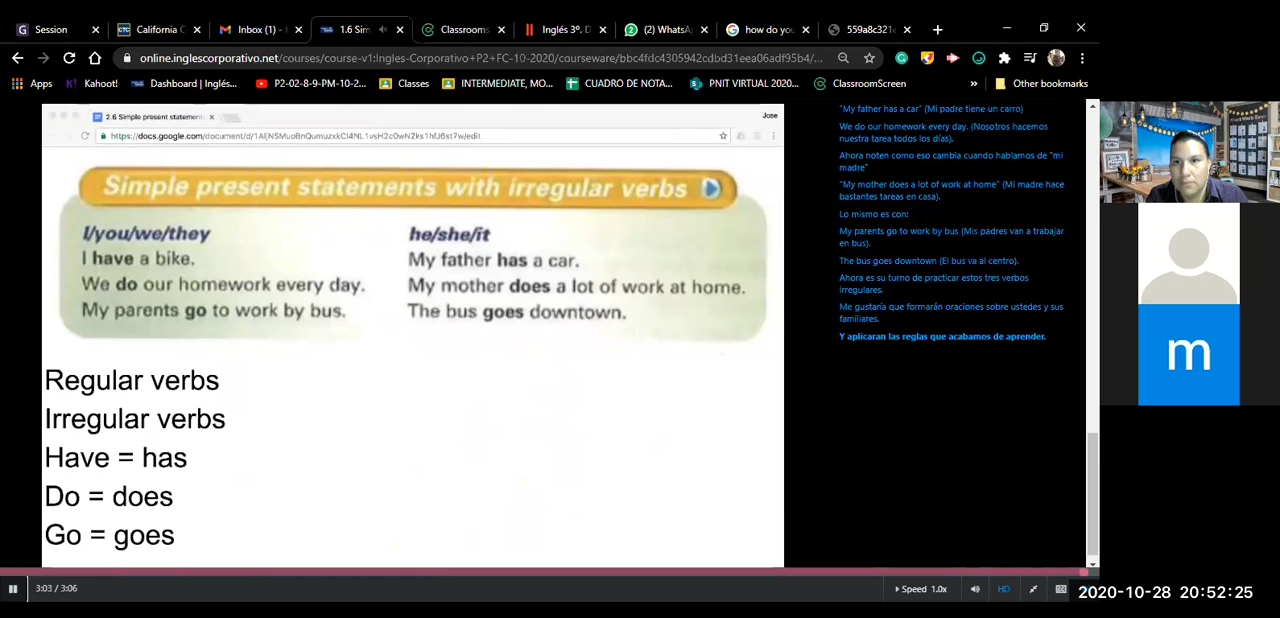 Session
California C
Inbox (1) -
1.6 Sim
Classrooms
Inglés 3º. D
(2) WhatsA
how do you
559a8c321
online.inglescorporativo.net/courses/course-v1:Ingles-Corporativo+P2+FC-10-2020/courseware/bbc4fdc4305942cdbd31eea06adf95b4/...
Apps
Kahoot!
Dashboard | Inglés...
P2-02-8-9-PM-10-2...
Classes
INTERMEDIATE, MO...
CUADRO DE NOTA...
PNIT VIRTUAL CLAS...
ClassroomScreen
»
Other bookmarks
2.6 Simple present statement
Jose
Simple present statements with irregular verbs
I/you/we/they
he/she/it
I have a bike.
My father has a car.
We do our homework every day.
My mother does a lot of work at home.
My parents go to work by bus.
The bus goes downtown.
Regular verbs
Irregular verbs
Have = has
Do = does
Go = goes
"My father has a car" (Mi padre tiene un carro)
We do our homework every day. (Nosotros hacemos
nuestra tarea todos los días).
Ahora noten como eso cambia cuando hablamos de "mi
madre"
"My mother does a lot of work at home" (Mi madre hace
bastantes tareas en casa).
Lo mismo es con:
My parents go to work by bus (Mis padres van a trabajar
en bus).
The bus goes downtown (El bus va al centro).
Ahora es su turno de practicar estos tres verbos
irregulares.
Me gustaría que formarán oraciones sobre ustedes y sus
familiares.
Y aplicaran las reglas que acabamos de aprender.
m
3:03 / 3:06
Speed 1.0x
HD
2020-10-28 20:52:25